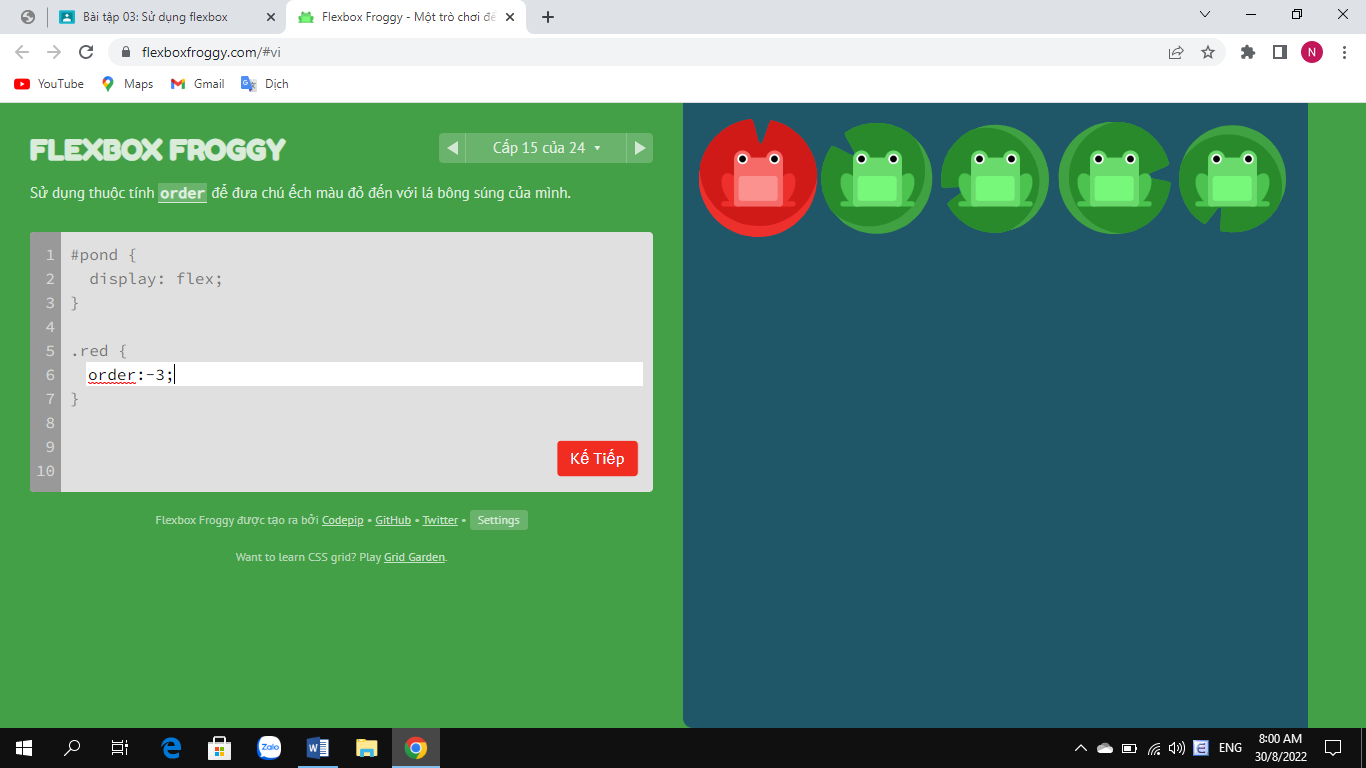 Bài tập 03: Sử dụng flexbox
Flexbox Froggy - Một trò chơi để
flexboxfroggy.com/#vi
N
YouTube
Maps
Gmail
Dịch
FLEXBOX FROGGY
Cấp 15 của 24
Sử dụng thuộc tính order để đưa chú ếch màu đỏ đến với lá bông súng của mình.
1 #pond {
2 display: flex;
3 }
4
5 .red {
6 order:-3;
7 }
8
9
10
Kế Tiếp
Flexbox Froggy được tạo ra bởi Codepip • GitHub • Twitter • Settings
Want to learn CSS grid? Play Grid Garden.
Zalo
ENG
8:00 AM
30/8/2022